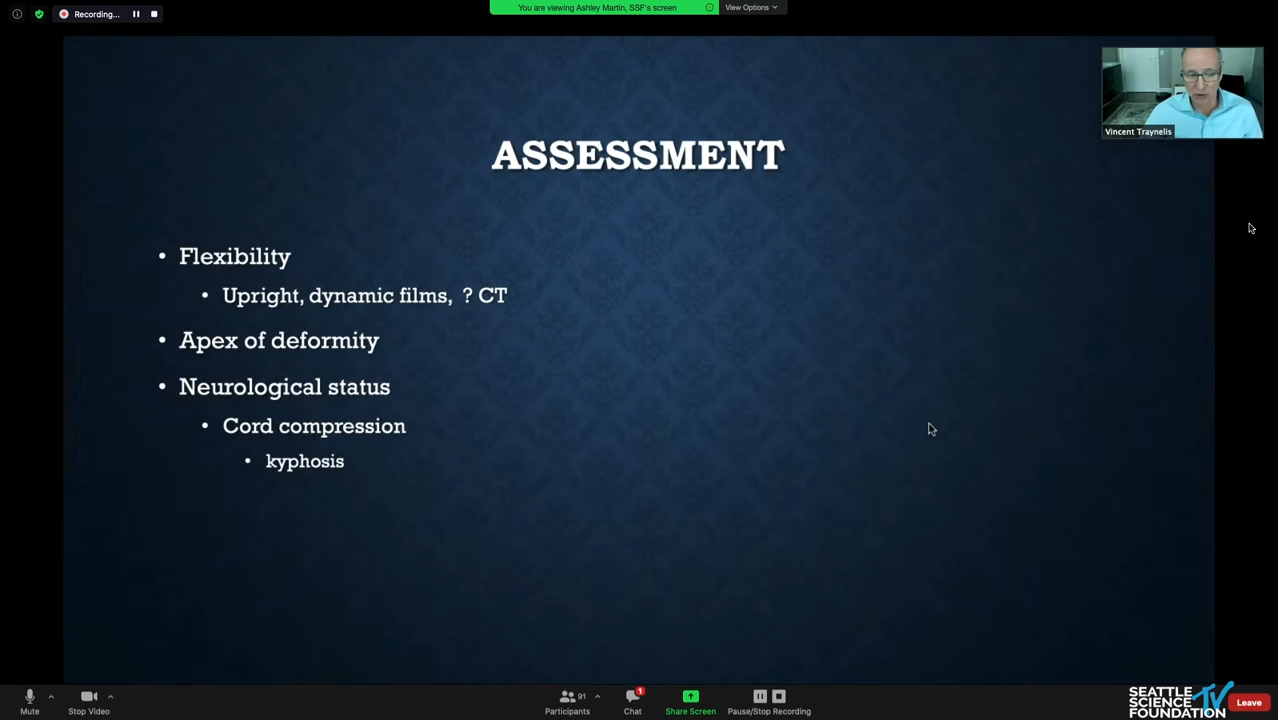 Recording...
You are viewing Ashley Martin, SSF's screen
View Options
Vincent Traynelis
ASSESSMENT
• Flexibility
• Upright, dynamic films, ? CT
• Apex of deformity
• Neurological status
• Cord compression
• kyphosis
Mute
Stop Video
91
Participants
1
Chat
Share Screen
Pause/Stop Recording
SEATTLE
SCIENCE
FOUNDATION
TV
Leave